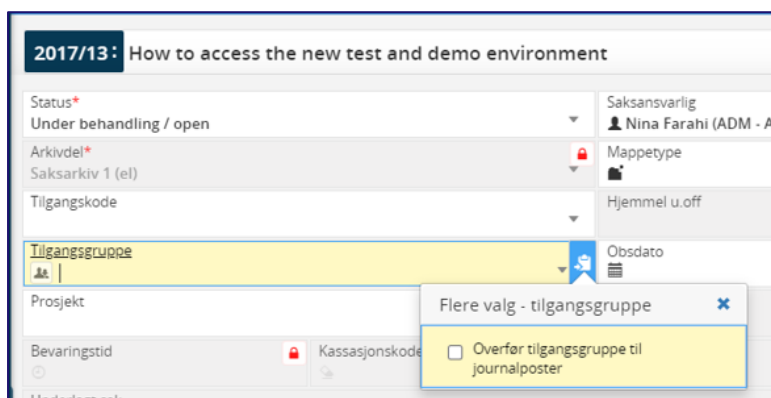 2017/13: How to access the new test and demo environment
Status*
Under behandling / open
Saksansvarlig
Nina Farahi (ADM - A
Arkivdel*
Saksarkiv 1 (el)
Mappetype
Tilgangskode
Hjemmel u.off
Tilgangsgruppe
Obsdato
Prosjekt
Flere valg - tilgangsgruppe
Overfør tilgangsgruppe til
journalposter
Bevaringstid
Kassasjonskode